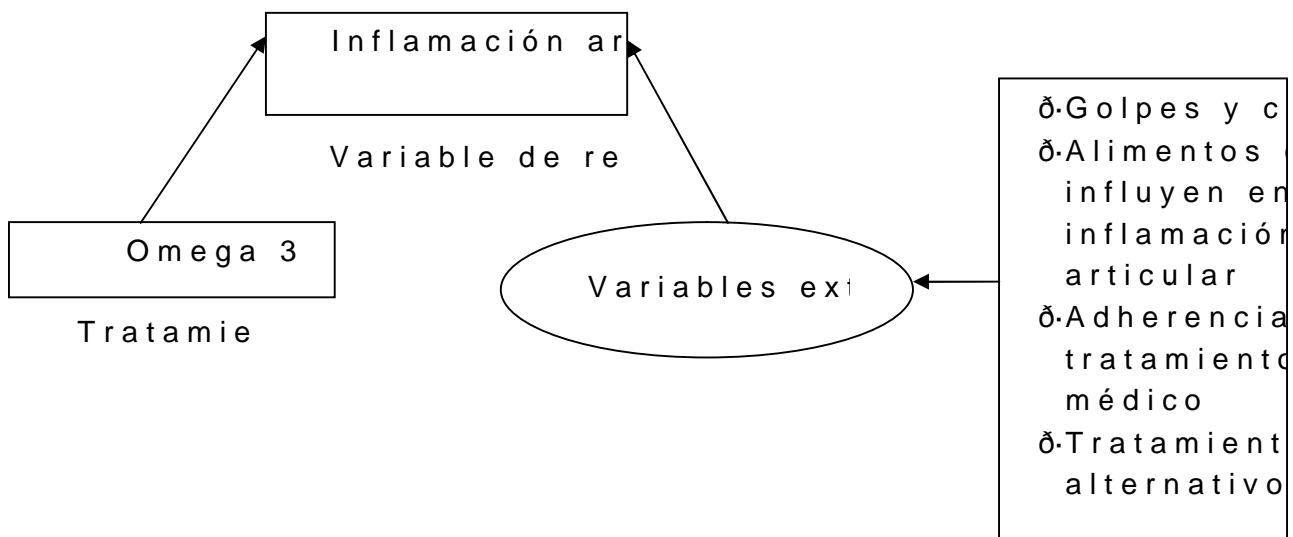 Inflamación ar
Variable de re
Omega 3
Tratamie
Variables ext
ð·Golpes y c
ð·Alimentos
influyen en
inflamación
articular
ð·Adherencia
tratamiento
médico
ð·Tratamient
alternativo